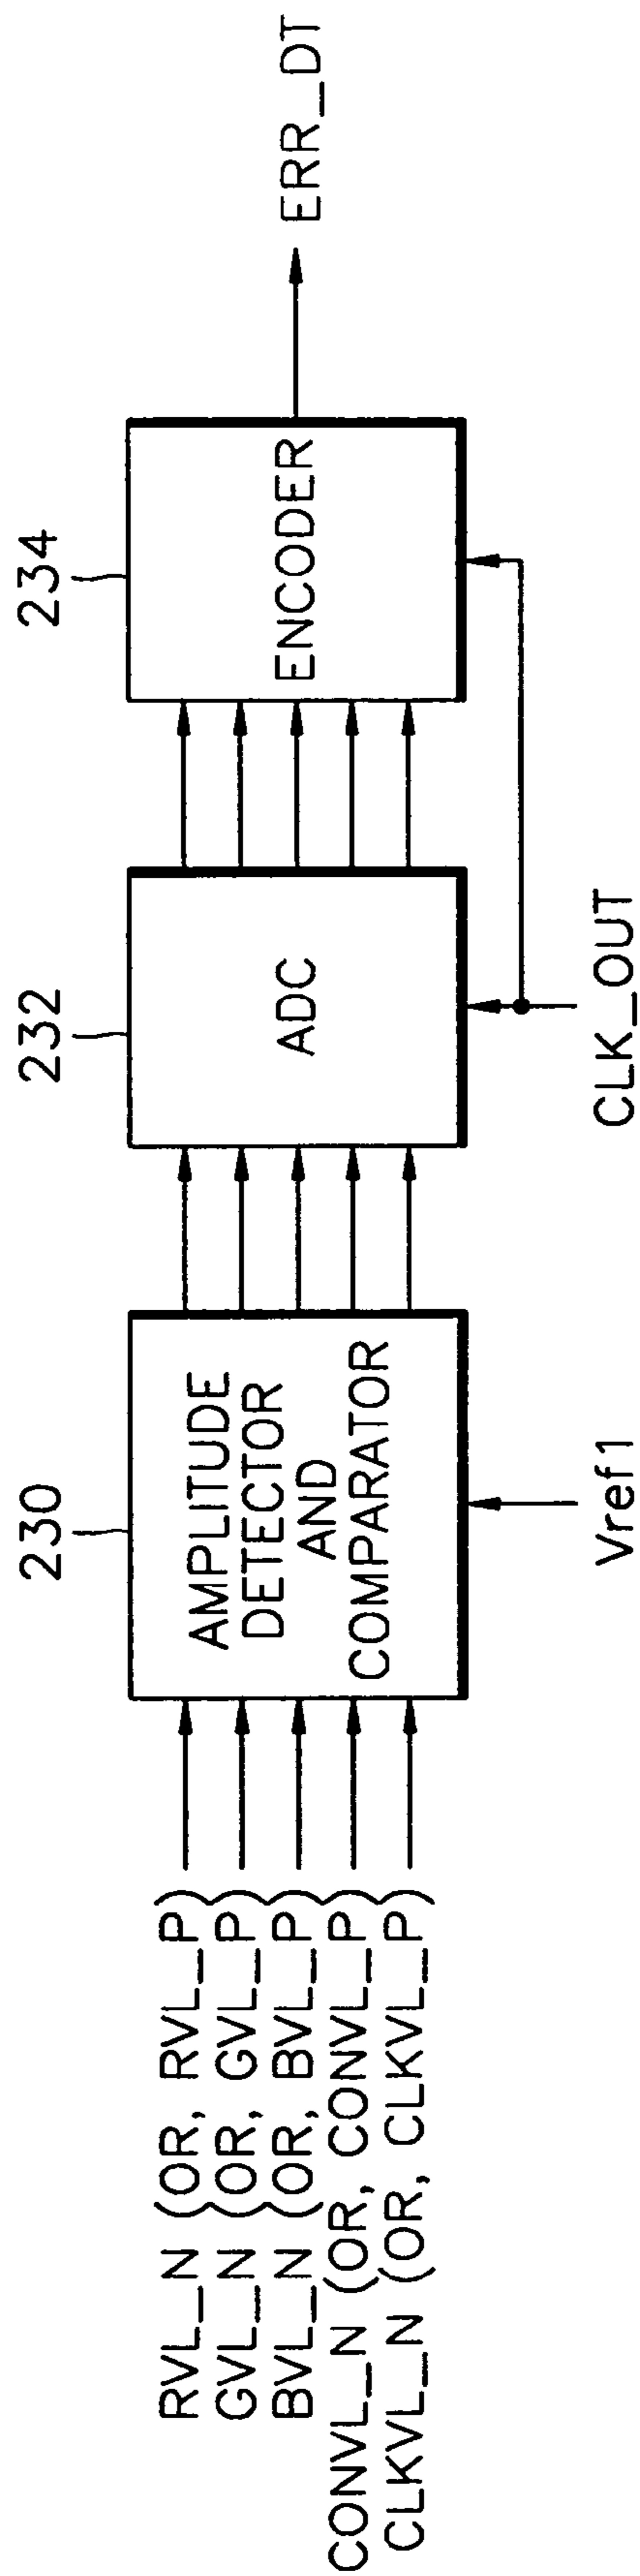 230
232
234
RVL_N (OR, RVL_P)
GVL_N (OR, GVL_P)
BVL_N (OR, BVL_P)
CONVL_N (OR, CONVL_P)
CLKVL_N (OR, CLKVL_P)
AMPLITUDE
DETECTOR
AND
COMPARATOR
ADC
ENCODER
ERR_DT
Vref1
CLK_OUT